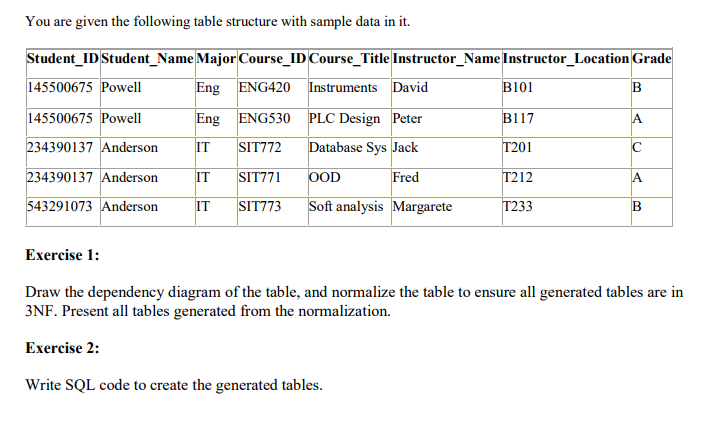 You are given the following table structure with sample data in it.
Student_ID Student_Name Major Course_ID Course_Title Instructor_Name Instructor_Location Grade
145500675 Powell Eng ENG420 Instruments David B101 B
145500675 Powell Eng ENG530 PLC Design Peter B117 A
234390137 Anderson IT SIT772 Database Sys Jack T201 C
234390137 Anderson IT SIT771 OOD Fred T212 A
543291073 Anderson IT SIT773 Soft analysis Margarete T233 B
Exercise 1:
Draw the dependency diagram of the table, and normalize the table to ensure all generated tables are in
3NF. Present all tables generated from the normalization.
Exercise 2:
Write SQL code to create the generated tables.